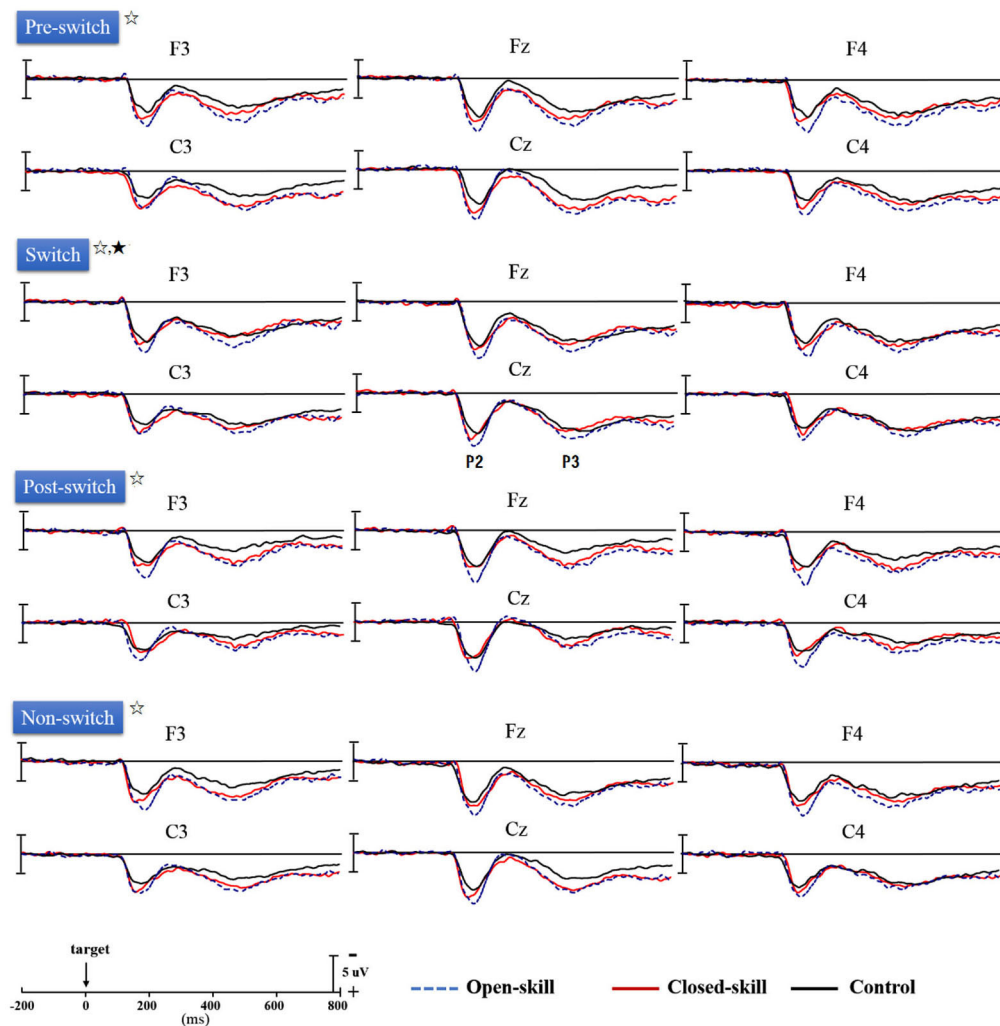 Pre-switch ☆
F3 Fz F4
C3 Cz C4
Switch ☆,★
F3 Fz F4
C3 Cz C4
P2 P3
Post-switch ☆
F3 Fz F4
C3 Cz C4
Non-switch ☆
F3 Fz F4
C3 Cz C4
target
- 5 uV +
-200 0 200 400 600 800
(ms)
Open-skill Closed-skill Control